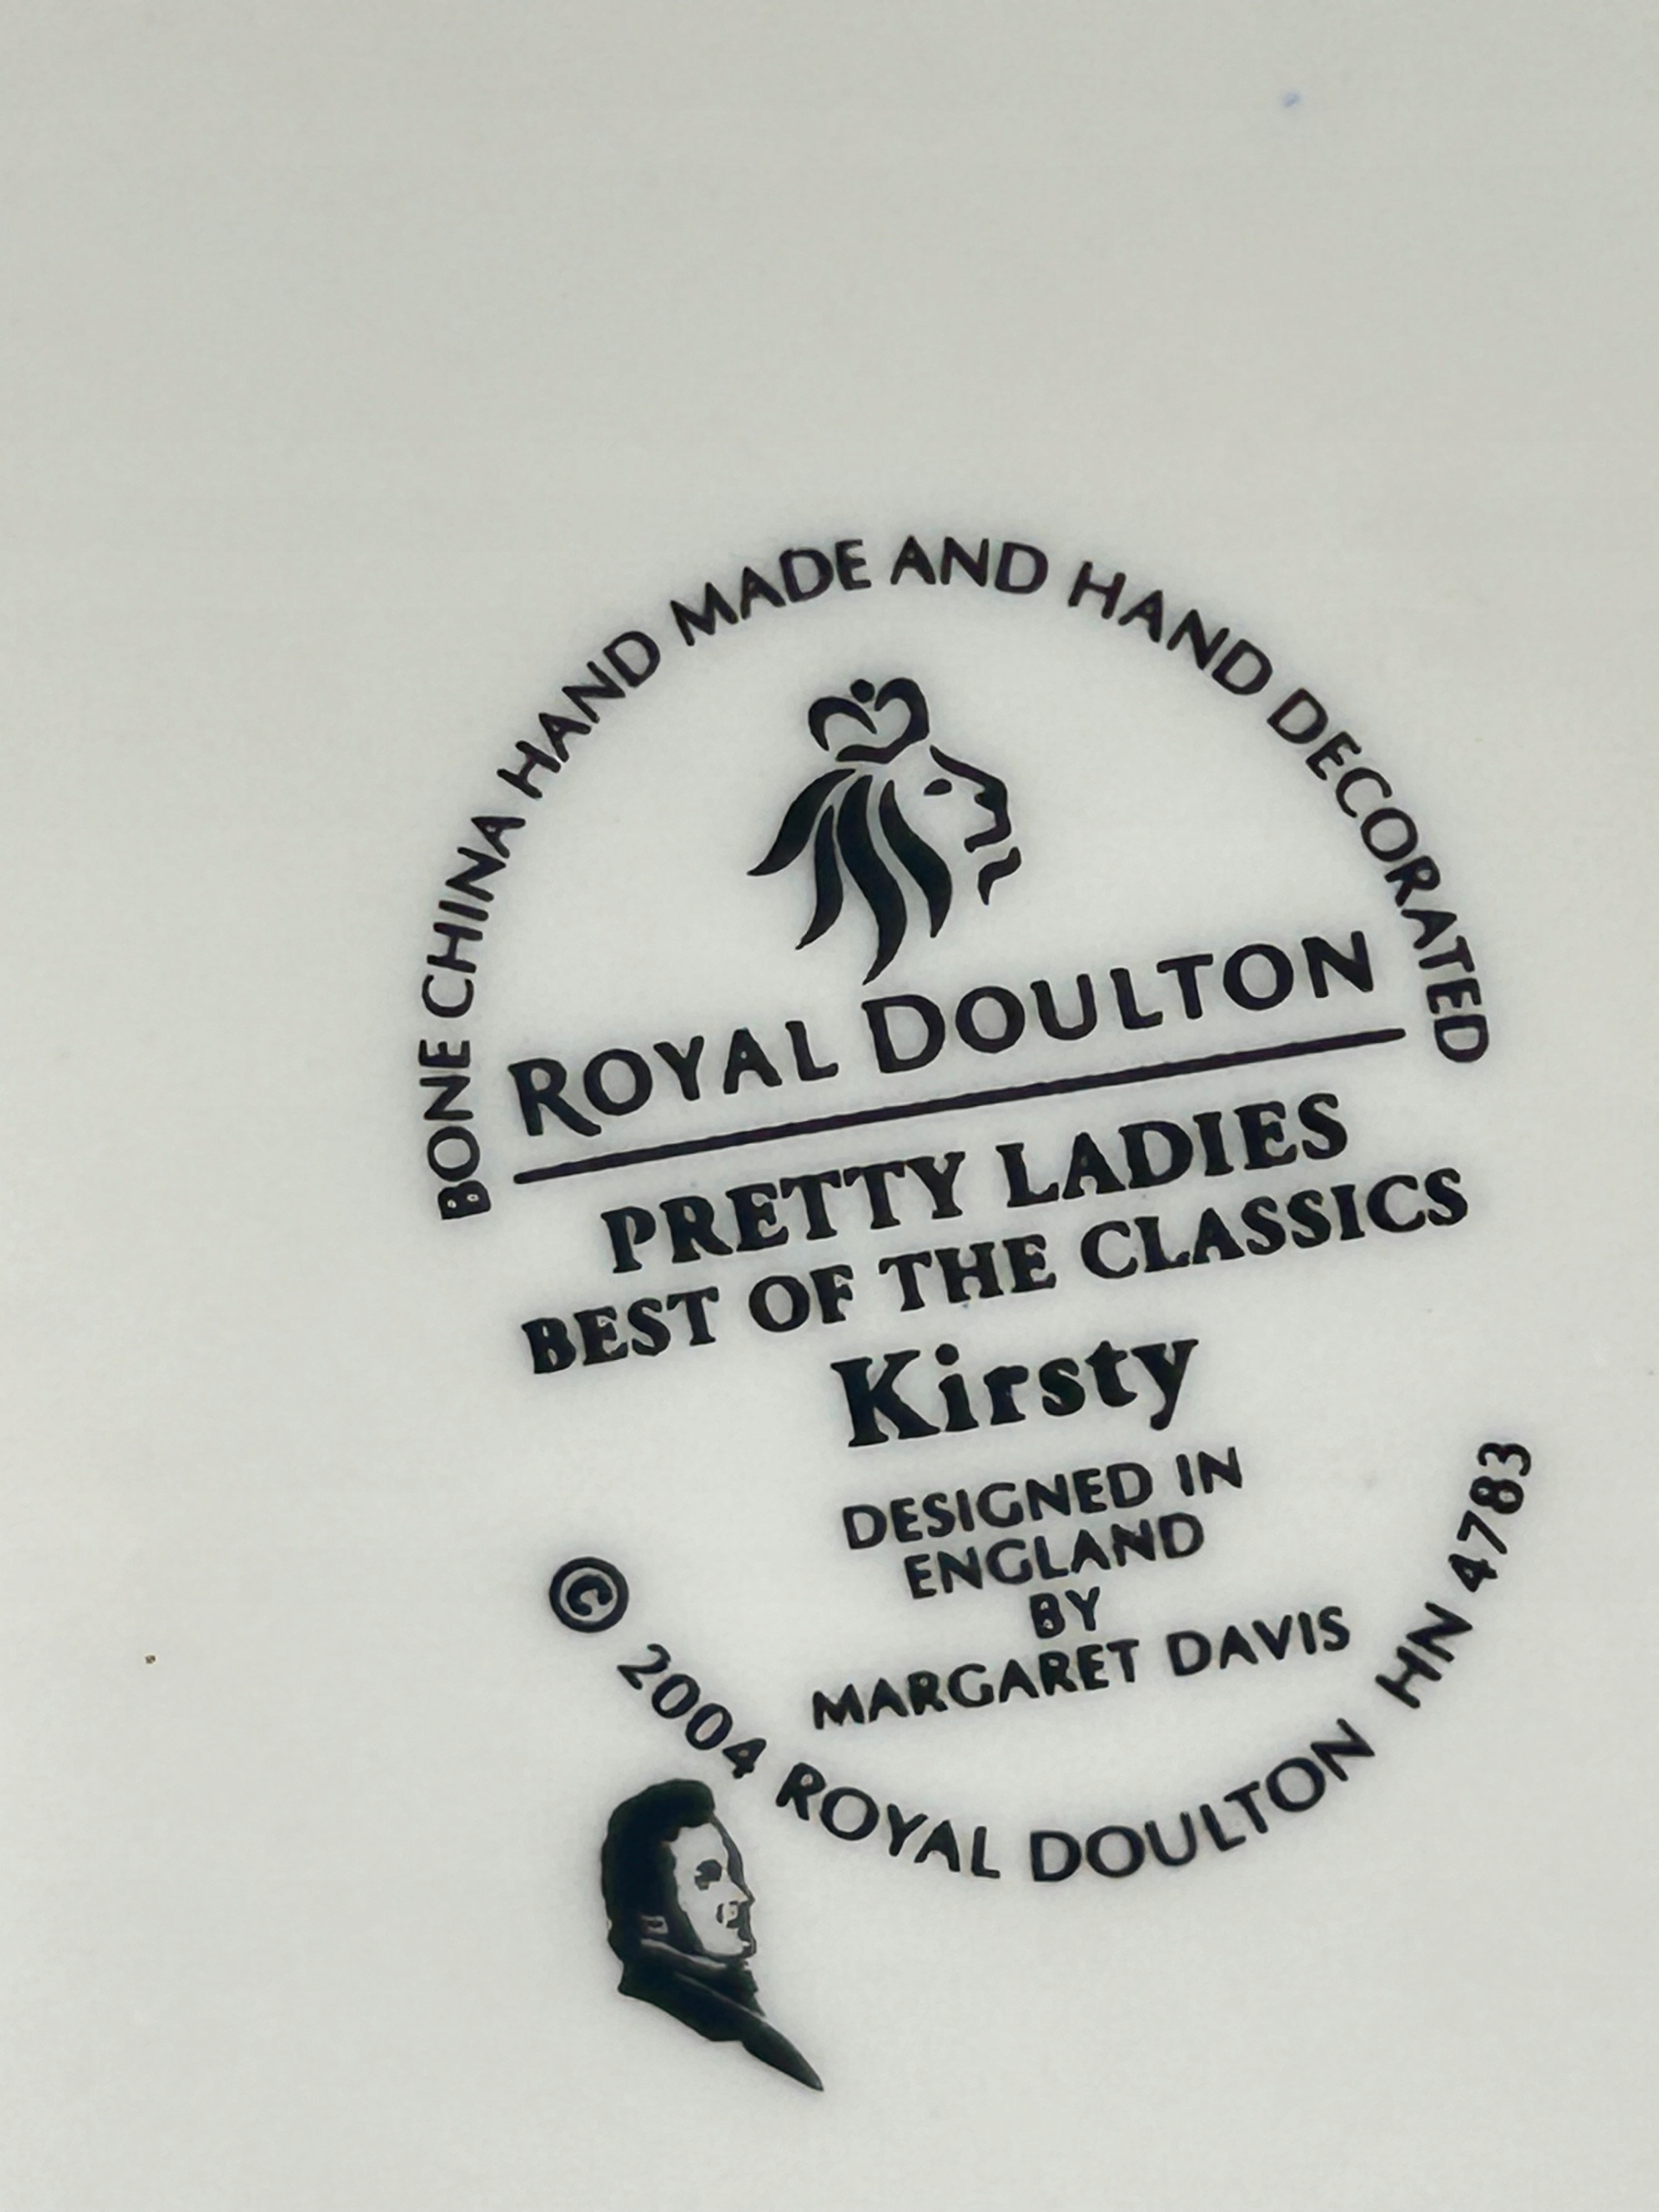 BONE CHINA HAND MADE AND HAND DECORATED
ROYAL DOULTON
PRETTY LADIES
BEST OF THE CLASSICS
Kirsty
DESIGNED IN
ENGLAND
BY
MARGARET DAVIS
© 2004 ROYAL DOULTON HN 4783